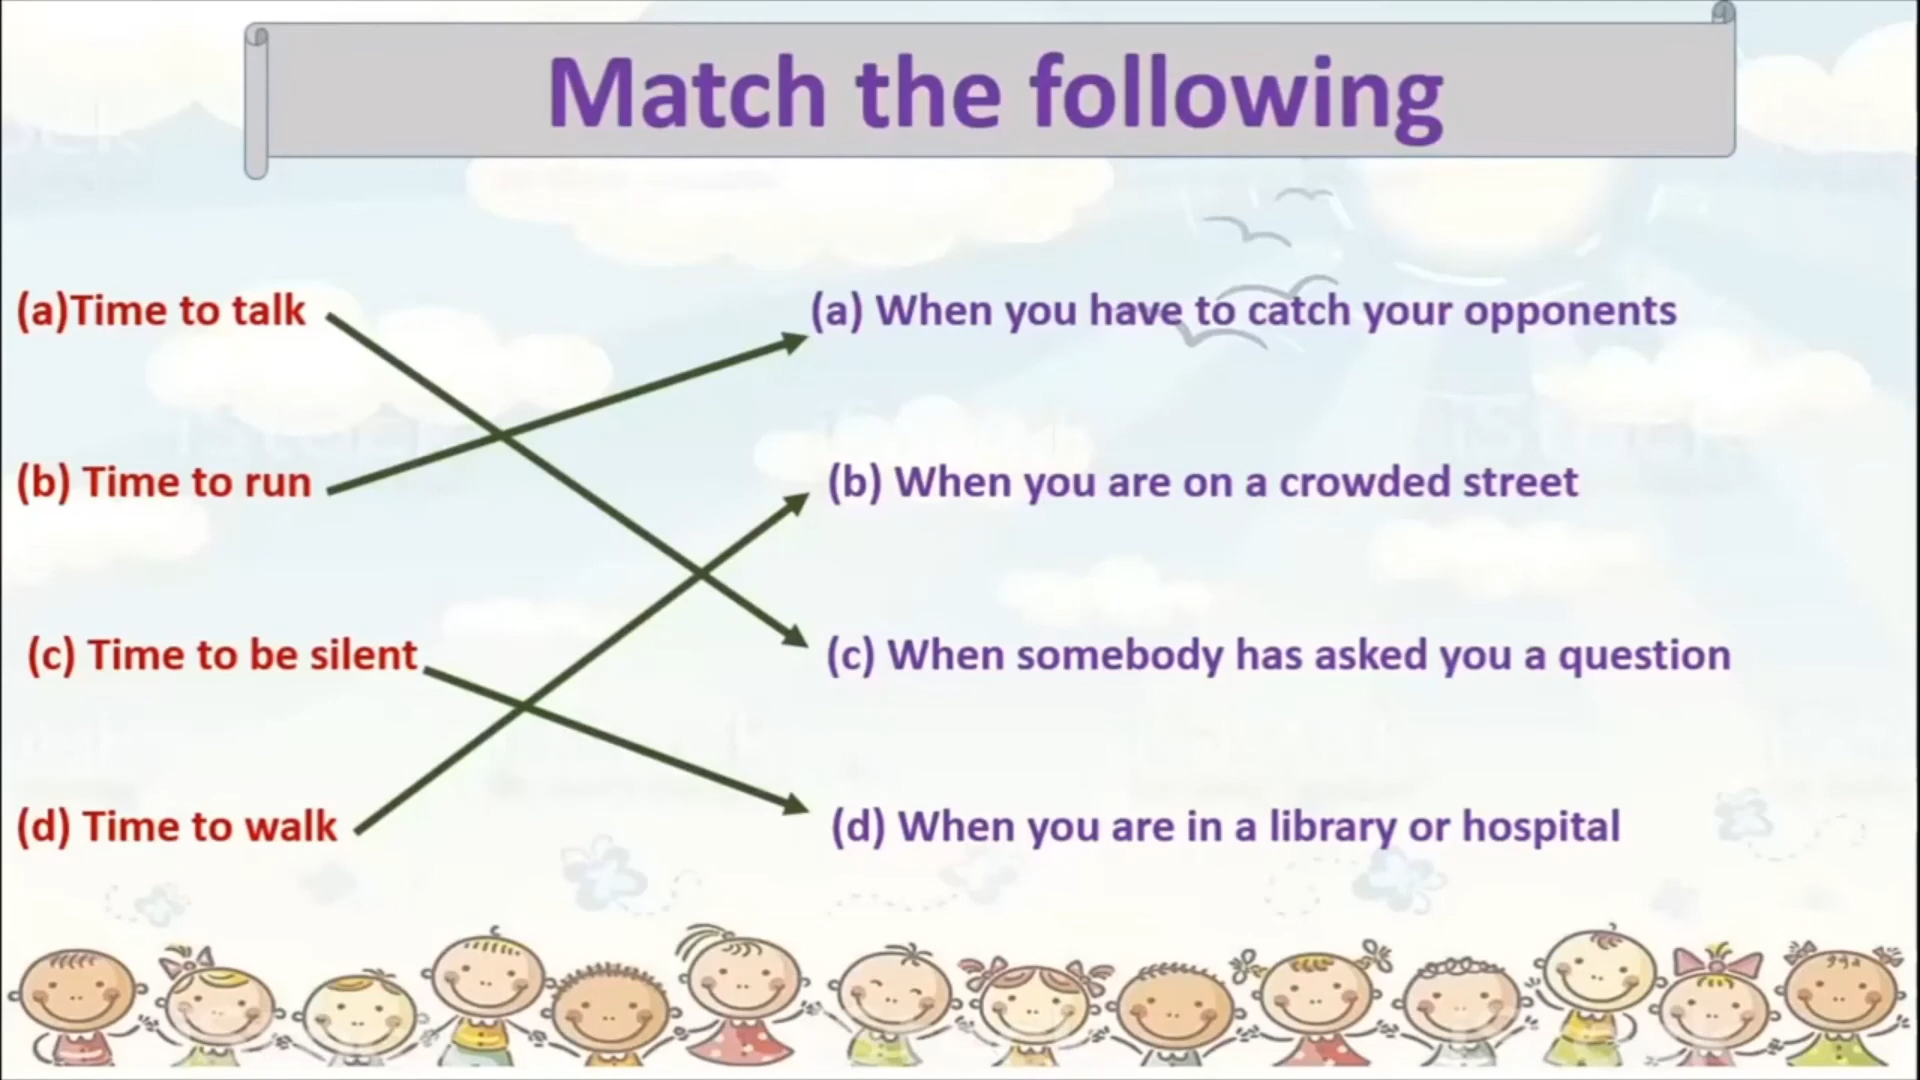 Match the following
(a)Time to talk
(a) When you have to catch your opponents
(b) Time to run
(b) When you are on a crowded street
(c) Time to be silent
(c) When somebody has asked you a question
(d) Time to walk
(d) When you are in a library or hospital